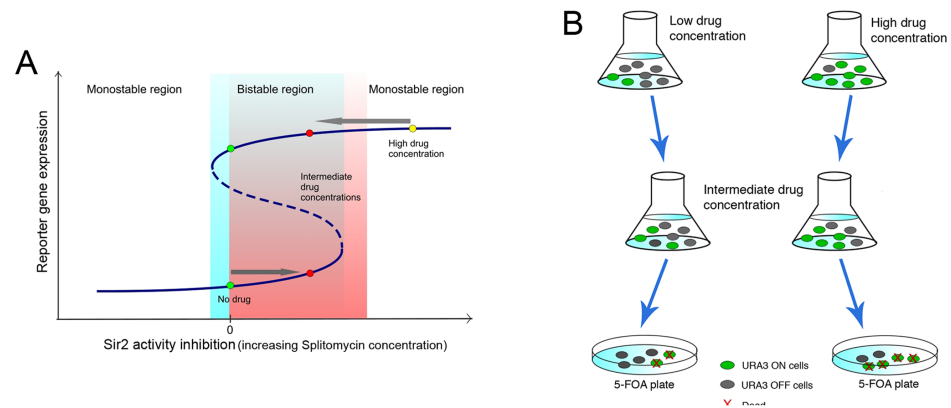 A
Monostable region
Bistable region
Monostable region
High drug
concentration
Intermediate
drug
concentrations
No drug
0
Reporter gene expression
Sir2 activity inhibition (increasing Splitomycin concentration)
B
Low drug
concentration
High drug
concentration
Intermediate drug
concentration
5-FOA plate
URA3 ON cells
URA3 OFF cells
Dead
5-FOA plate